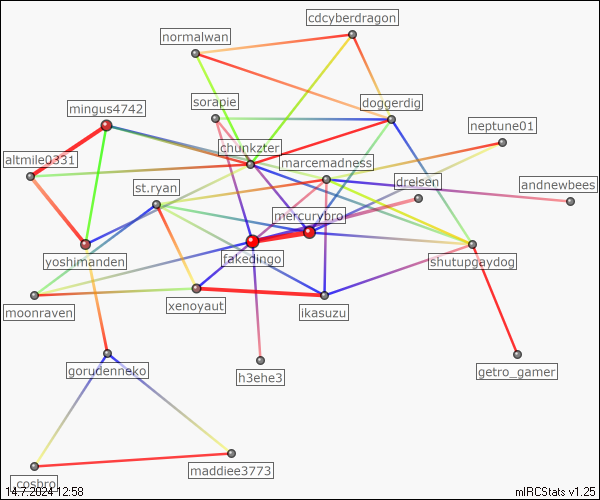 cdcyberdragon
normalwan
sorapie
doggerdig
mingus4742
neptune01
chunkzter
altmile0331
marcemadness
st.ryan
drelsen
andnewbees
mercurybro
yoshimanden
fakedingo
shutupgaydog
moonraven
xenoyaut
ikasuzu
gorudenneko
h3ehe3
getro_gamer
maddiee3773
cosbro
14.7.2024 12:58
mIRCStats v1.25